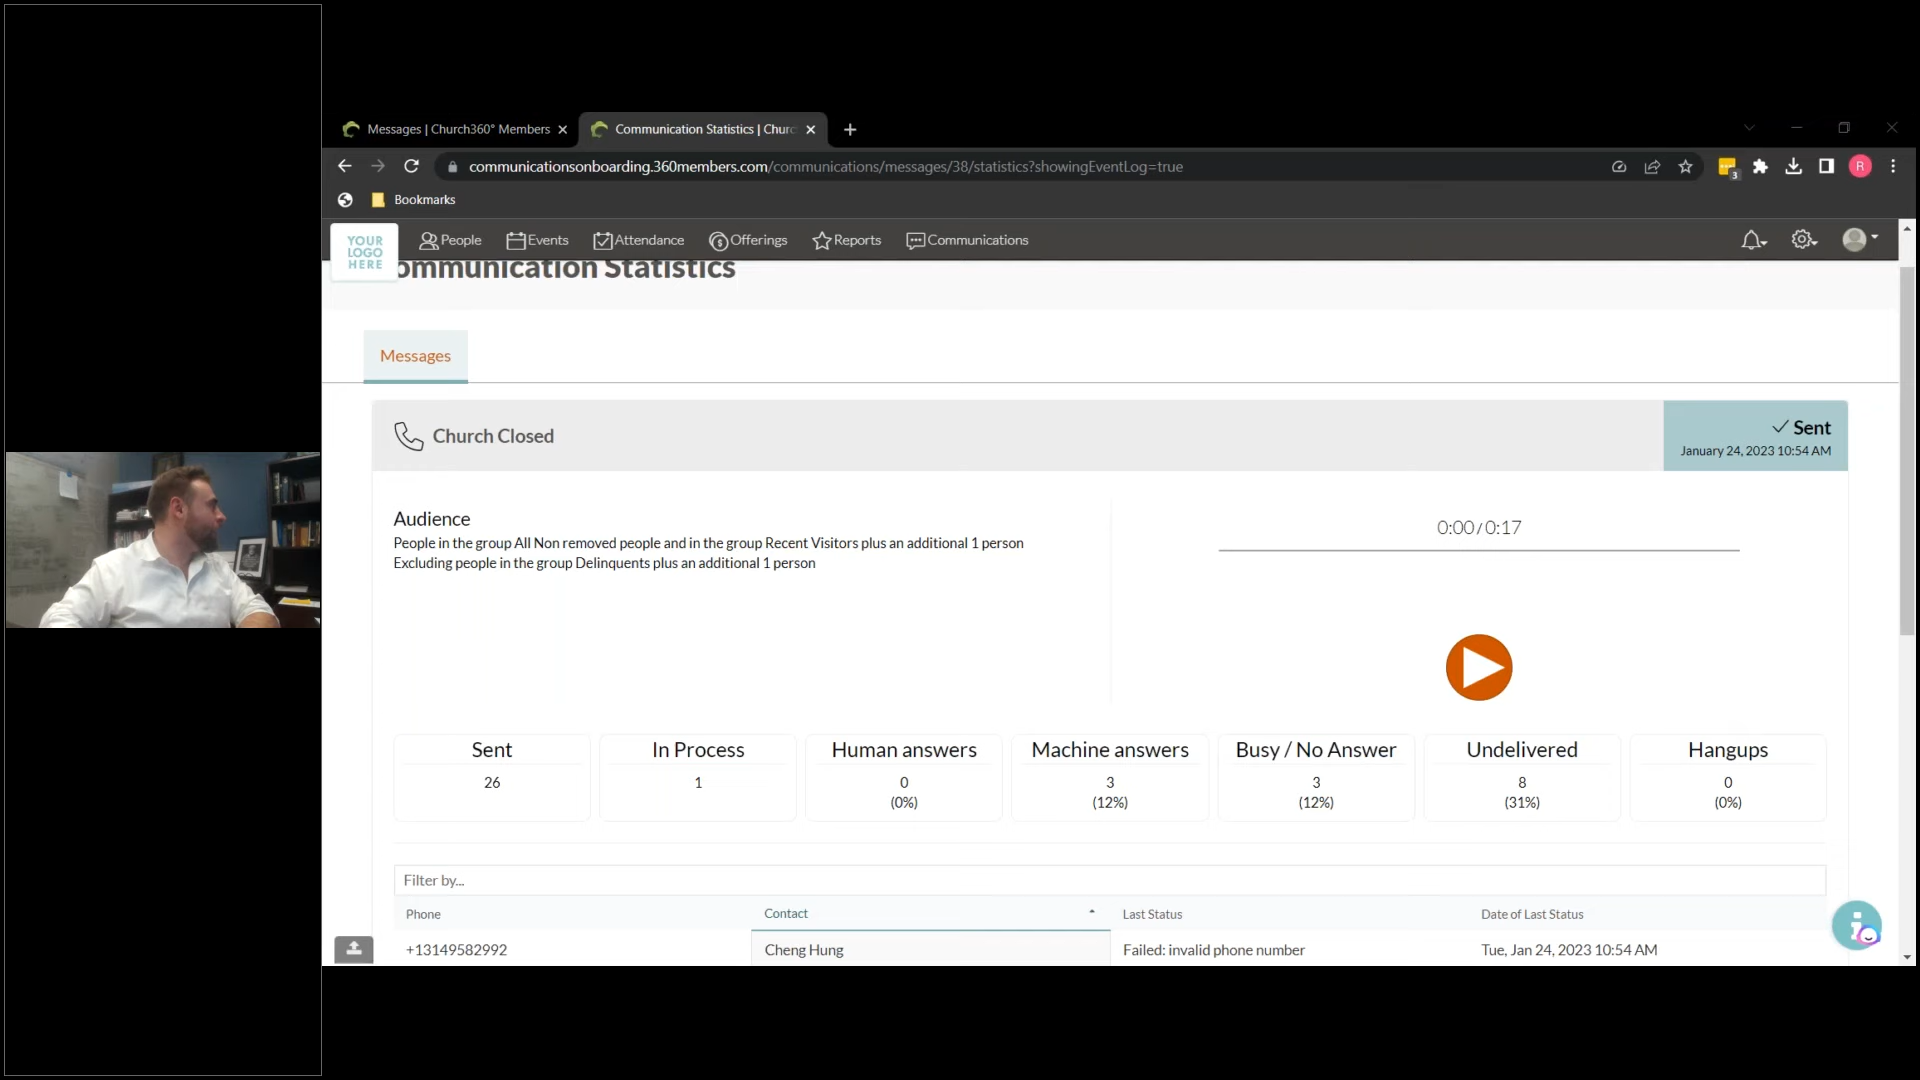 Messages | Church360° Members
Communication Statistics | Churc
communicationsonboarding.360members.com/communications/messages/38/statistics?showingEventLog=true
3
R
Bookmarks
YOUR
LOGO
HERE
People
Events
Attendance
Offerings
Reports
Communications
ommunication Statistics
Messages
Church Closed
Sent
January 24, 2023 10:54 AM
Audience
People in the group All Non removed people and in the group Recent Visitors plus an additional 1 person
Excluding people in the group Delinquents plus an additional 1 person
0:00 / 0:17
Sent
26
In Process
1
Human answers
0
(0%)
Machine answers
3
(12%)
Busy / No Answer
3
(12%)
Undelivered
8
(31%)
Hangups
0
(0%)
Filter by...
Phone
Contact
Last Status
Date of Last Status
+13149582992
Cheng Hung
Failed: invalid phone number
Tue, Jan 24, 2023 10:54 AM